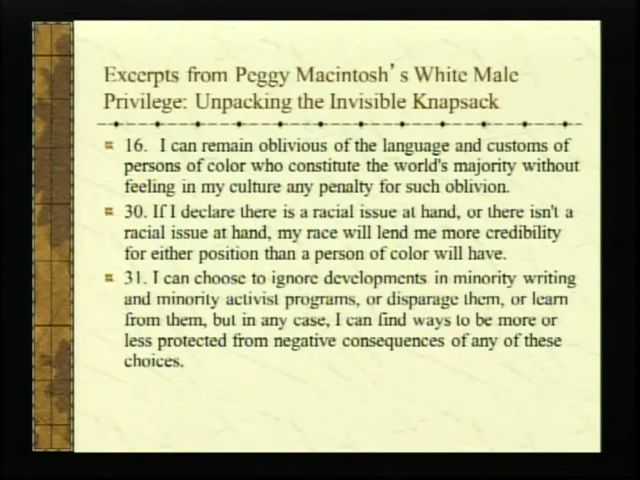 Excerpts from Peggy Macintosh's White Male
Privilege: Unpacking the Invisible Knapsack
16. I can remain oblivious of the language and customs of
persons of color who constitute the world's majority without
feeling in my culture any penalty for such oblivion.
30. If I declare there is a racial issue at hand, or there isn't a
racial issue at hand, my race will lend me more credibility
for either position than a person of color will have.
31. I can choose to ignore developments in minority writing
and minority activist programs, or disparage them, or learn
from them, but in any case, I can find ways to be more or
less protected from negative consequences of any of these
choices.